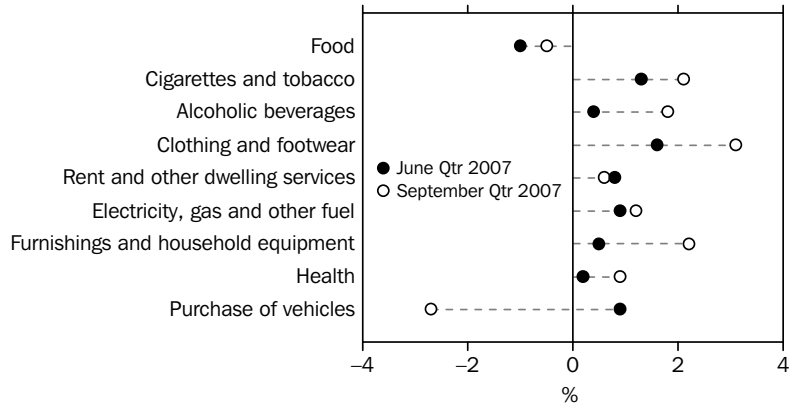 Food
Cigarettes and tobacco
Alcoholic beverages
Clothing and footwear
Rent and other dwelling services
Electricity, gas and other fuel
Furnishings and household equipment
Health
Purchase of vehicles
June Qtr 2007
September Qtr 2007
–4 –2 0 2 4
%